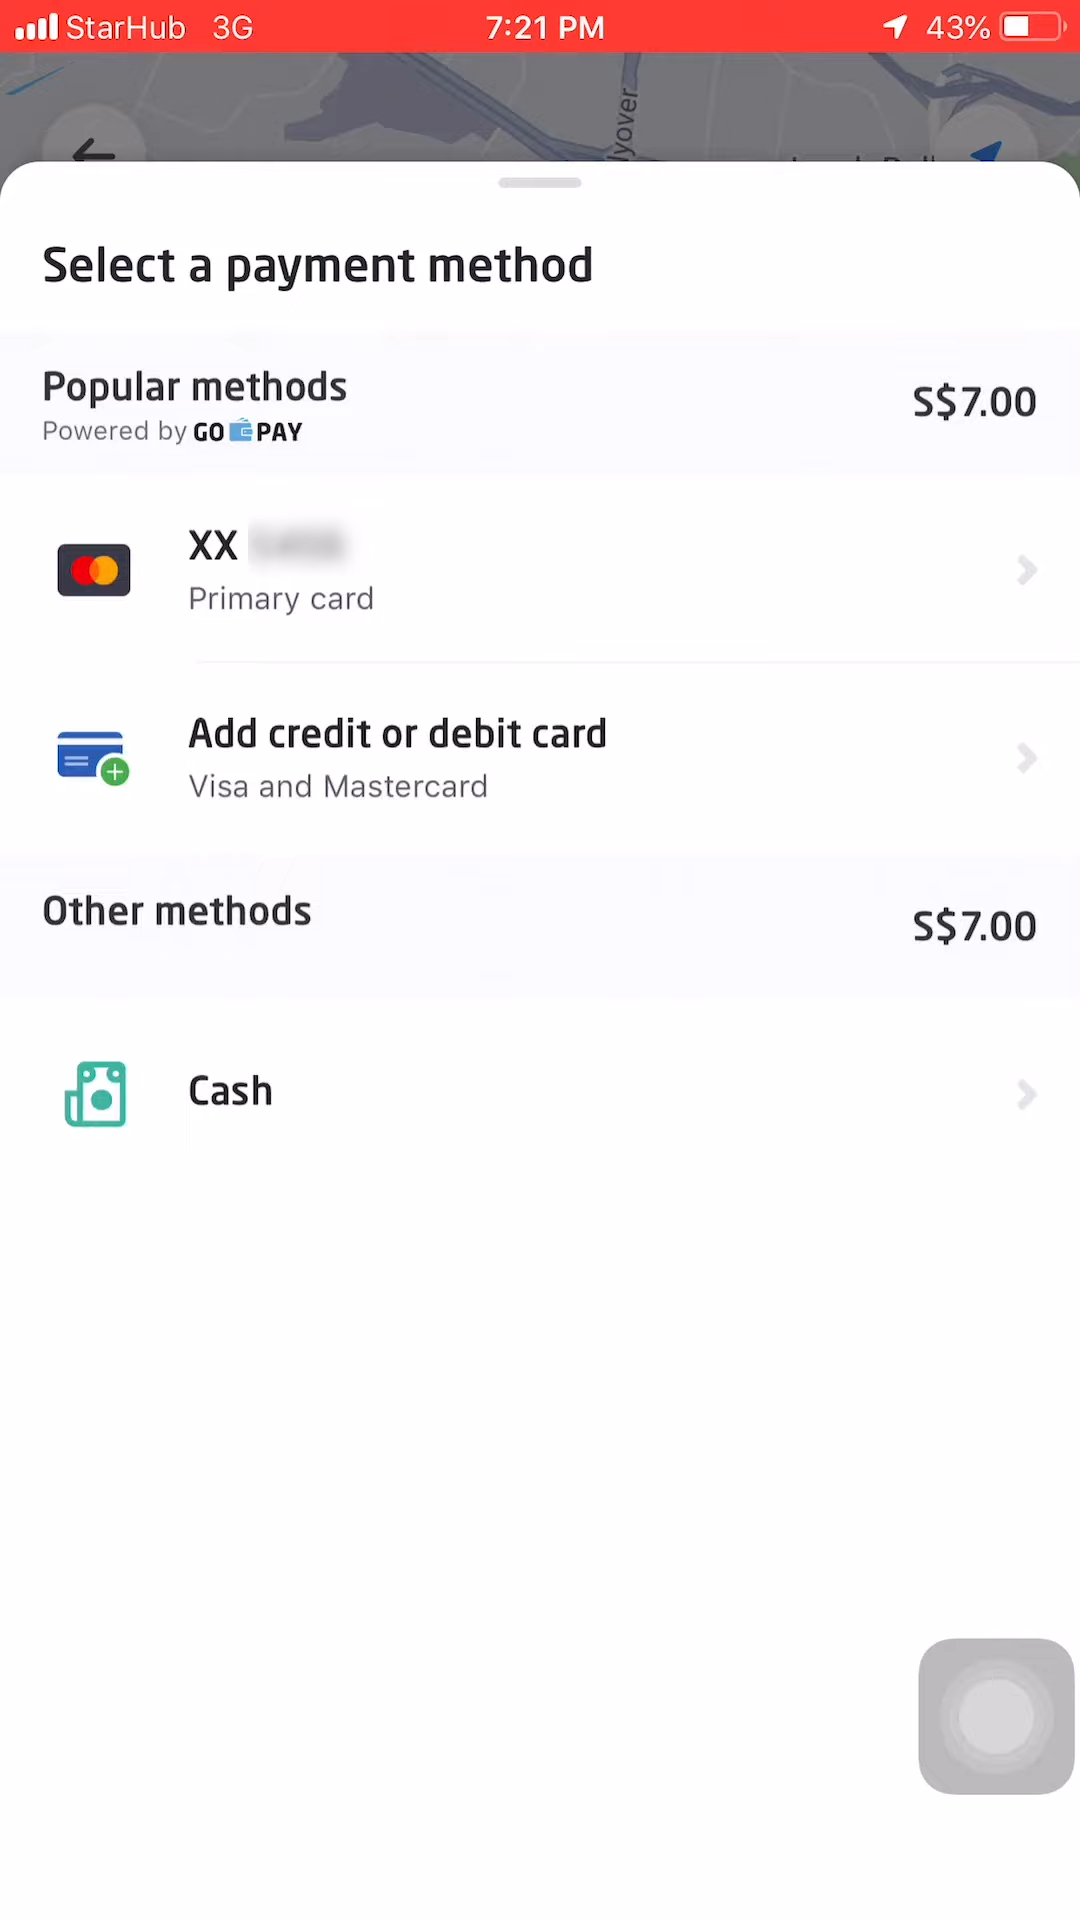 StarHub 3G 7:21 PM 43%
lyover
Select a payment method
Popular methods
S$7.00
Powered by GO PAY
XX
Primary card
Add credit or debit card
Visa and Mastercard
Other methods
S$7.00
Cash